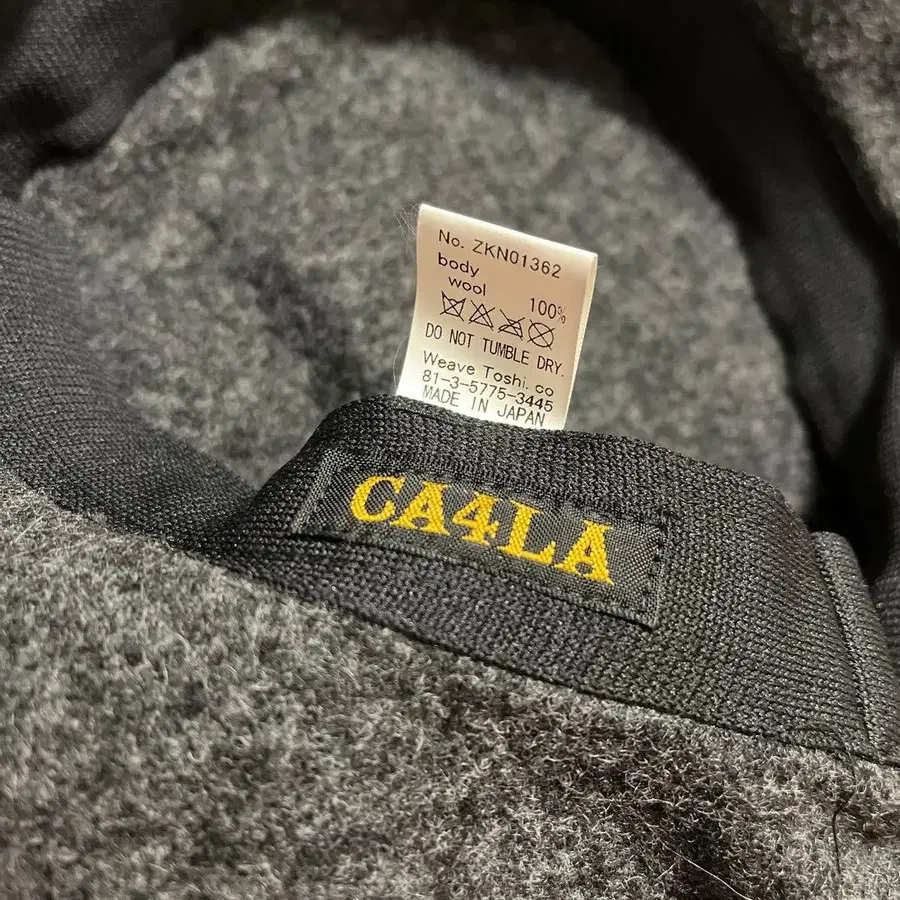 No. ZKN01362
body
wool 100%
DO NOT TUMBLE DRY.
Weave Toshi. co
81-3-5775-3445
MADE IN JAPAN
CA4LA